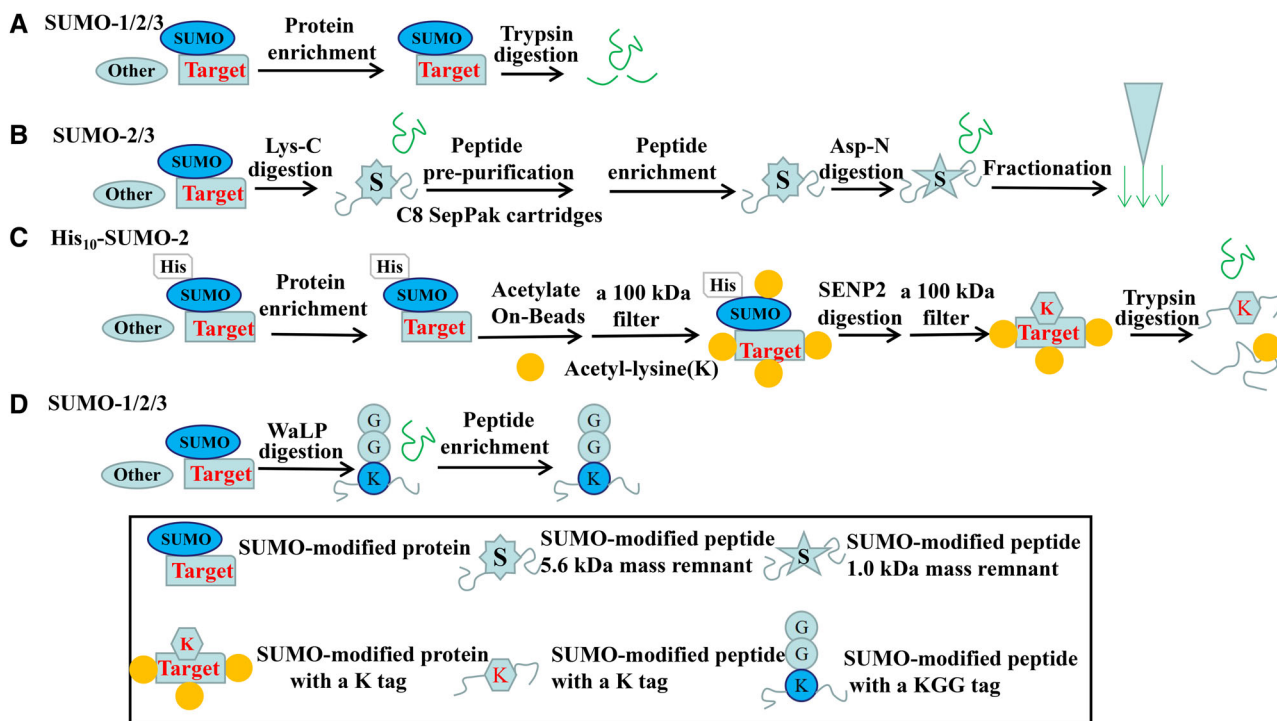 A SUMO-1/2/3
SUMO
Other
Target
Protein
enrichment
SUMO
Target
Trypsin
digestion
B SUMO-2/3
SUMO
Other
Target
Lys-C
digestion
S
Peptide
pre-purification
C8 SepPak cartridges
Peptide
enrichment
S
Asp-N
digestion
S
Fractionation
C His10-SUMO-2
His
SUMO
Other
Target
Protein
enrichment
His
SUMO
Target
Acetylate
On-Beads
a 100 kDa
filter
Acetyl-lysine(K)
His
SUMO
Target
SENP2
digestion
a 100 kDa
filter
K
Target
Trypsin
digestion
K
D SUMO-1/2/3
SUMO
Other
Target
WaLP
digestion
G
G
K
Peptide
enrichment
G
G
K
SUMO
Target
SUMO-modified protein
S
SUMO-modified peptide
5.6 kDa mass remnant
S
SUMO-modified peptide
1.0 kDa mass remnant
K
Target
SUMO-modified protein
with a K tag
K
SUMO-modified peptide
with a K tag
G
G
K
SUMO-modified peptide
with a KGG tag